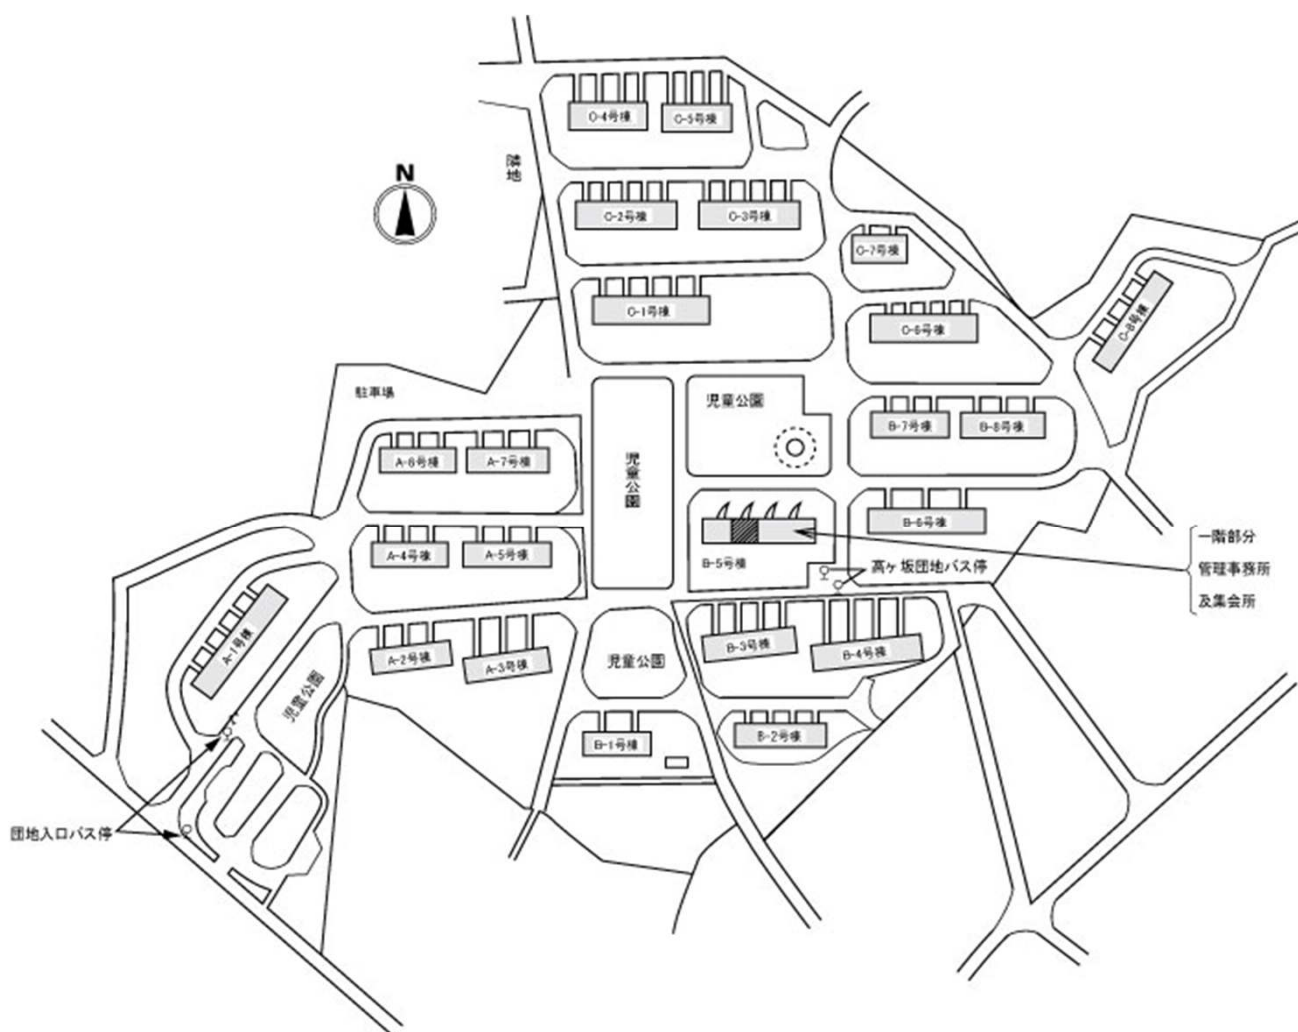 C-4号棟
C-5号棟
隣地
N
C-2号棟
C-3号棟
C-7号棟
C-1号棟
C-6号棟
C-8号棟
駐車場
児童公園
B-7号棟
B-8号棟
A-6号棟
A-7号棟
児童公園
B-6号棟
A-4号棟
A-5号棟
B-5号棟
高ヶ坂団地バス停
一階部分
管理事務所
及集会所
A-1号棟
A-2号棟
A-3号棟
児童公園
B-3号棟
B-4号棟
児童公園
B-1号棟
B-2号棟
団地入口バス停